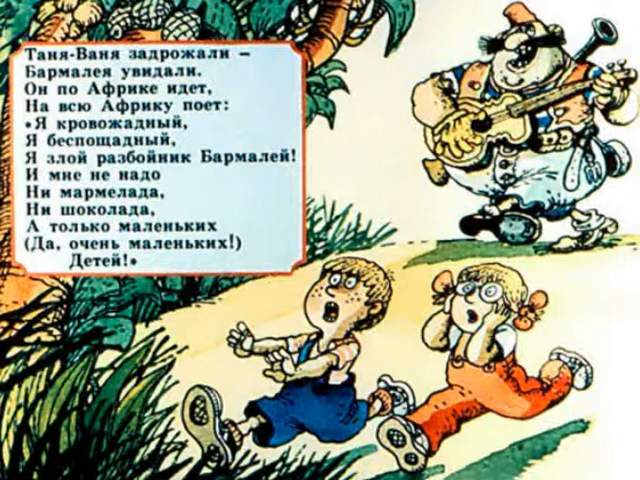 Таня-Ваня задрожали –
Бармалея увидали.
Он по Африке идет,
На всю Африку поет:
«Я кровожадный,
Я беспощадный,
Я злой разбойник Бармалей!
И мне не надо
Ни мармелада,
Ни шоколада,
А только маленьких
(Да, очень маленьких!)
Детей!»